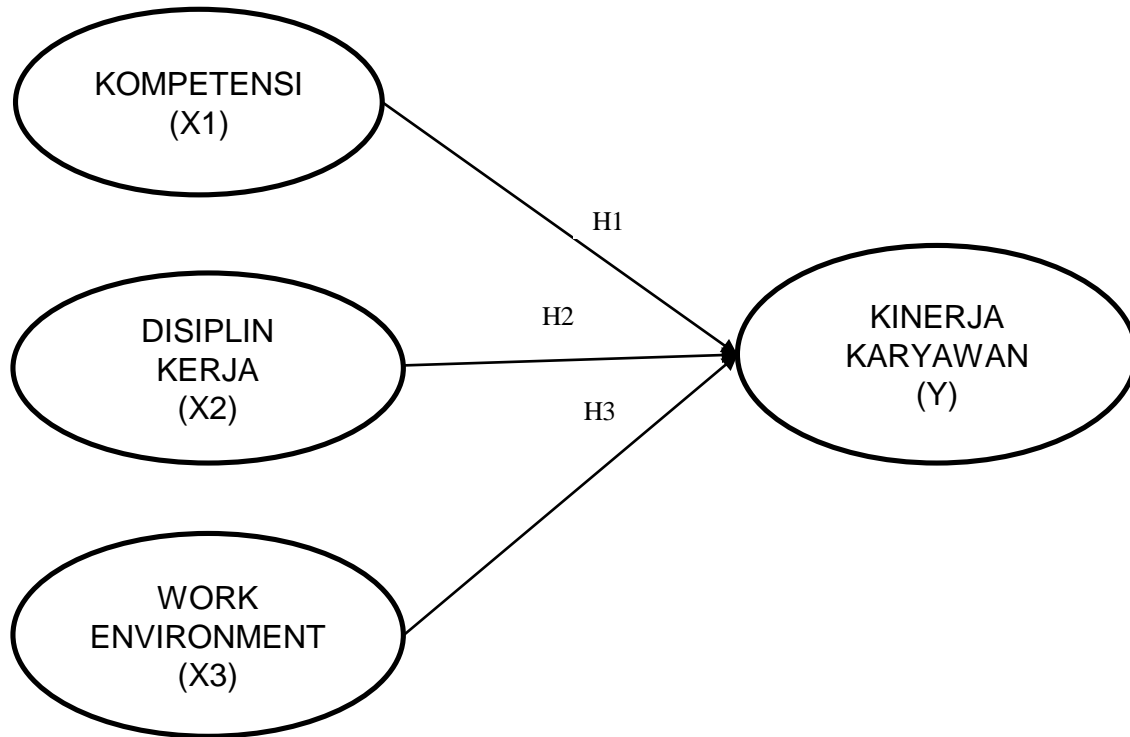 KOMPETENSI
(X1)
H1
DISIPLIN
KERJA
(X2)
H2
KINERJA
KARYAWAN
(Y)
H3
WORK
ENVIRONMENT
(X3)